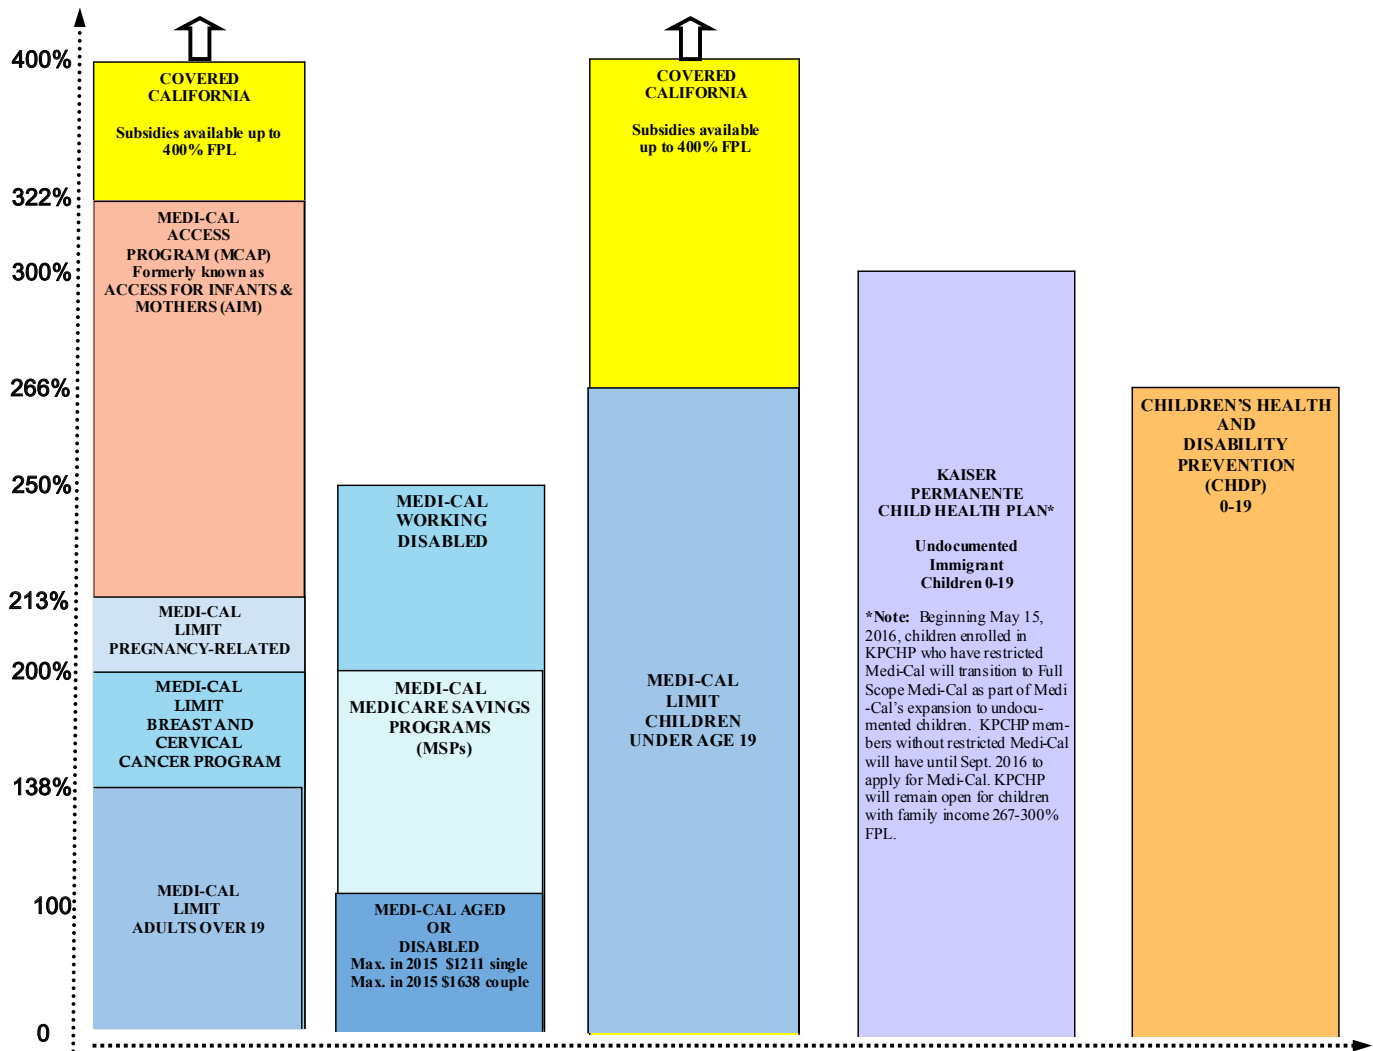 400%
322%
300%
266%
250%
213%
200%
138%
100
0
COVERED
CALIFORNIA
Subsidies available up to
400% FPL
MEDI-CAL
ACCESS
PROGRAM (MCAP)
Formerly known as
ACCESS FOR INFANTS &
MOTHERS (AIM)
MEDI-CAL
LIMIT
PREGNANCY-RELATED
MEDI-CAL
LIMIT
BREAST AND
CERVICAL
CANCER PROGRAM
MEDI-CAL
LIMIT
ADULTS OVER 19
MEDI-CAL
WORKING
DISABLED
MEDI-CAL
MEDICARE SAVINGS
PROGRAMS
(MSPs)
MEDI-CAL AGED
OR
DISABLED
Max. in 2015 $1211 single
Max. in 2015 $1638 couple
COVERED
CALIFORNIA
Subsidies available
up to 400% FPL
MEDI-CAL
LIMIT
CHILDREN
UNDER AGE 19
KAISER
PERMANENTE
CHILD HEALTH PLAN*
Undocumented
Immigrant
Children 0-19
*Note: Beginning May 15,
2016, children enrolled in
KPCHP who have restricted
Medi-Cal will transition to Full
Scope Medi-Cal as part of Medi
-Cal's expansion to undocu-
mented children. KPCHP mem-
bers without restricted Medi-Cal
will have until Sept. 2016 to
apply for Medi-Cal. KPCHP
will remain open for children
with family income 267-300%
FPL.
CHILDREN'S HEALTH
AND
DISABILITY
PREVENTION
(CHDP)
0-19